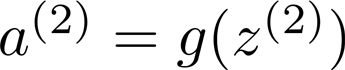 a^{(2)} = g(z^{(2)})